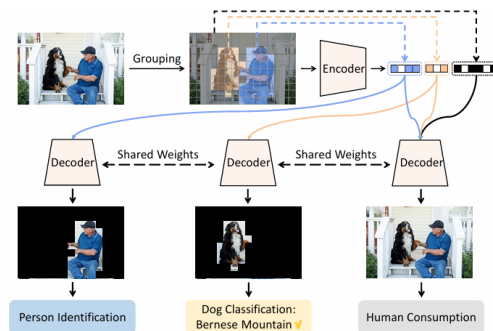 Grouping
Encoder
Decoder
Shared Weights
Decoder
Shared Weights
Decoder
Person Identification
Dog Classification:
Bernese Mountain
Human Consumption